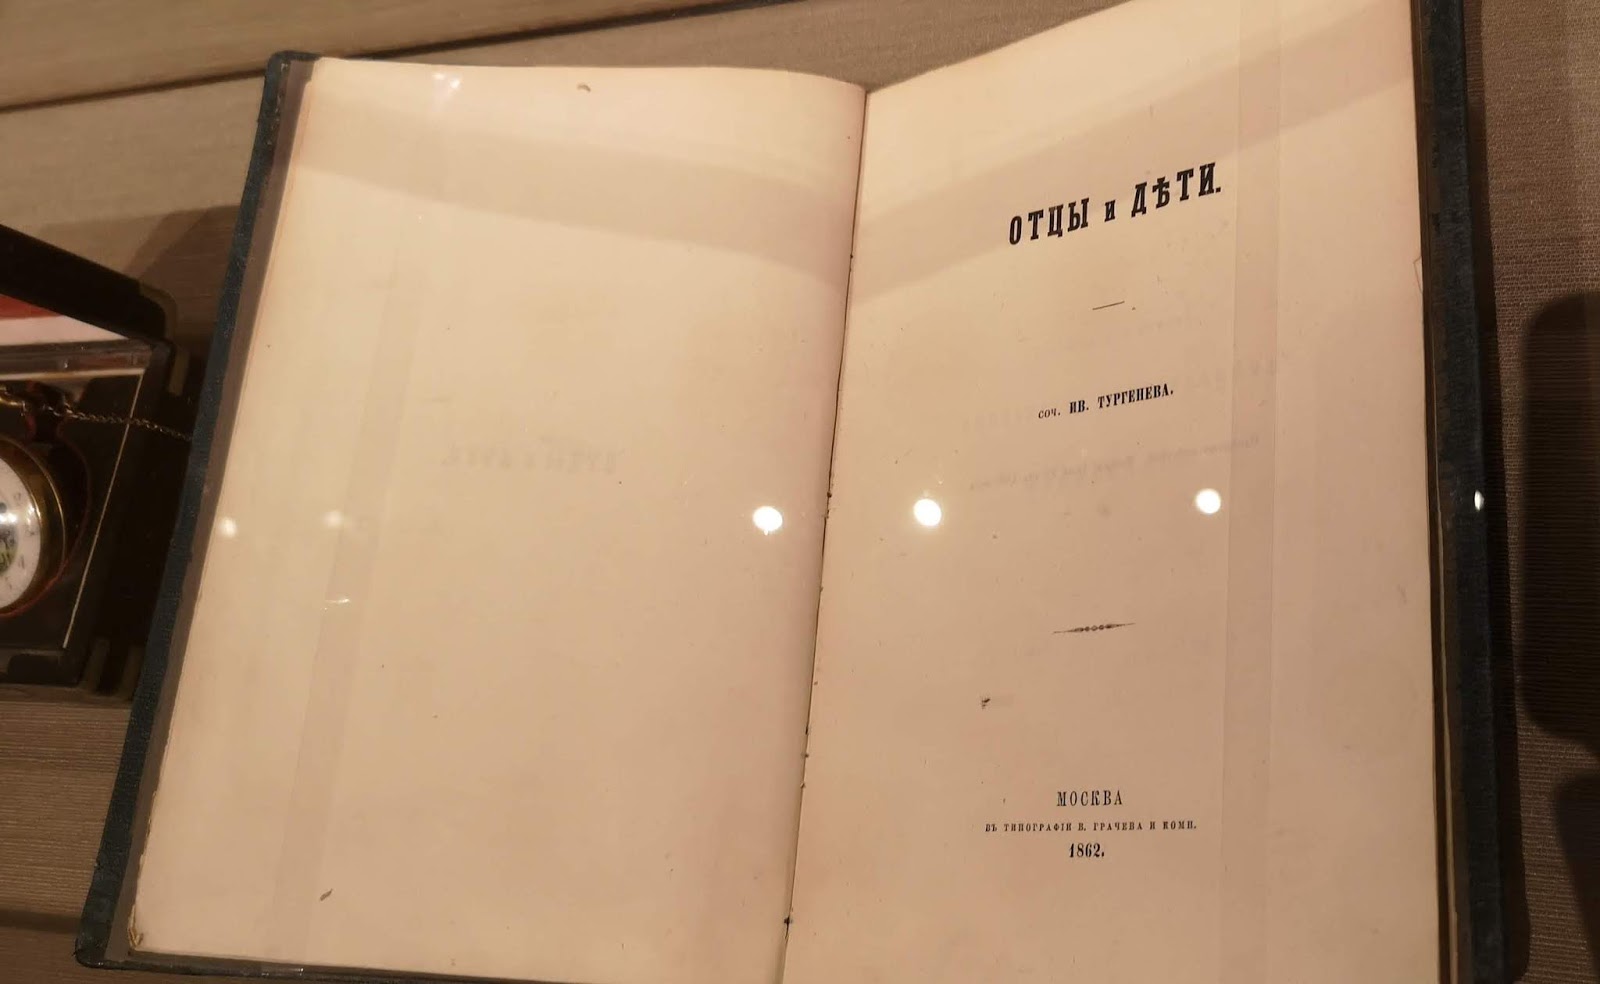 ОТЦЫ и ДѢТИ.
соч. ИВ. ТУРГЕНЕВА.
МОСКВА
ВЪ ТИПОГРАФІИ В. ГРАЧЕВА И КОМП.
1862.